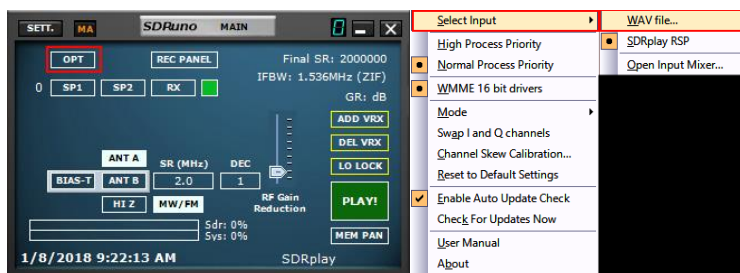 SETT. MA SDRuno MAIN
OPT REC PANEL Final SR: 2000000
IFBW: 1.536MHz (ZIF)
0 SP1 SP2 RX GR: dB
ADD VRX
DEL VRX
ANT A SR (MHz) DEC LO LOCK
BIAS-T ANT B 2.0 1
HI Z MW/FM RF Gain Reduction PLAY!
Sdr: 0%
Sys: 0% MEM PAN
1/8/2018 9:22:13 AM SDRplay
Select Input
High Process Priority
Normal Process Priority
WMME 16 bit drivers
Mode
Swap I and Q channels
Channel Skew Calibration...
Reset to Default Settings
Enable Auto Update Check
Check For Updates Now
User Manual
About
WAV file...
SDRplay RSP
Open Input Mixer...